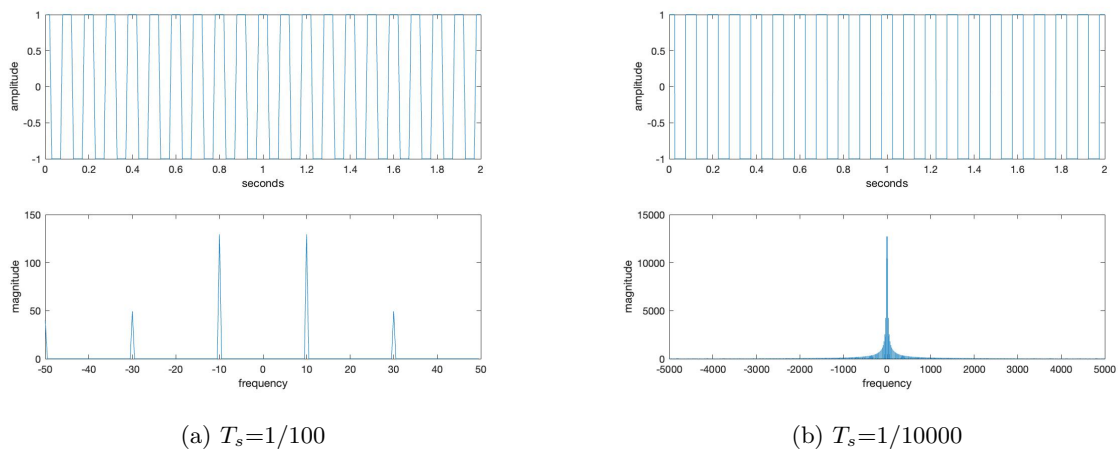 1
0.5
0
-0.5
-1
amplitude
0 0.2 0.4 0.6 0.8 1 1.2 1.4 1.6 1.8 2
seconds
150
100
50
0
magnitude
-50 -40 -30 -20 -10 0 10 20 30 40 50
frequency
(a) T_s=1/100
1
0.5
0
-0.5
-1
amplitude
0 0.2 0.4 0.6 0.8 1 1.2 1.4 1.6 1.8 2
seconds
15000
10000
5000
0
magnitude
-5000 -4000 -3000 -2000 -1000 0 1000 2000 3000 4000 5000
frequency
(b) T_s=1/10000